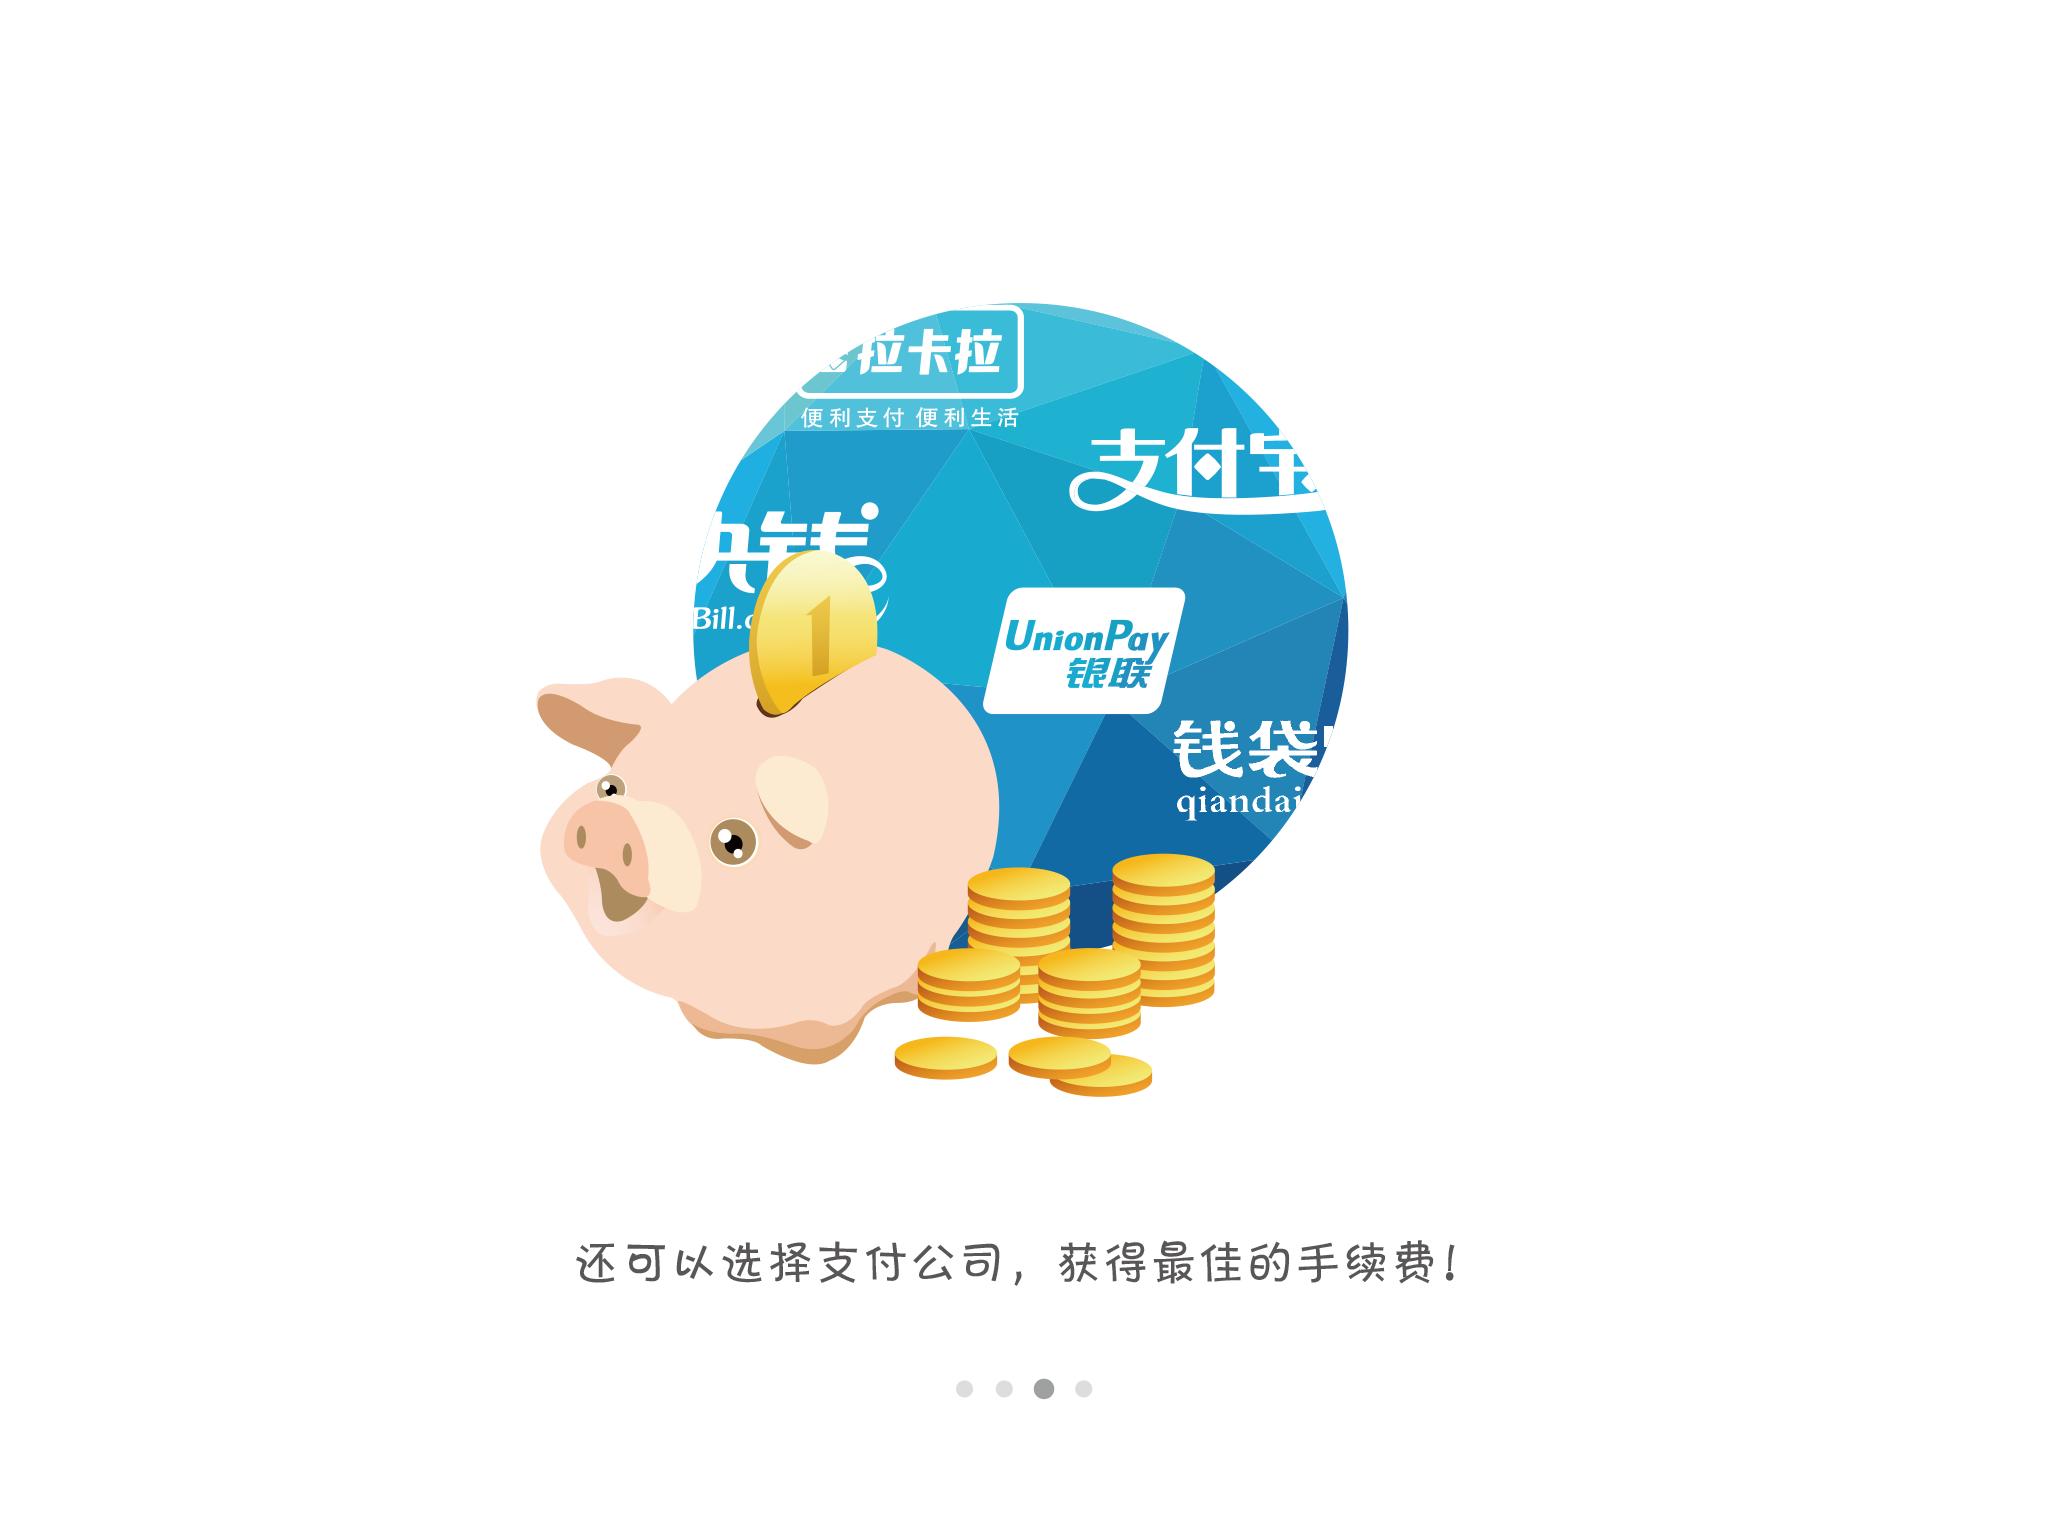 拉卡拉
便利支付 便利生活
支付宝
快钱
Bill.
UnionPay
银联
钱袋
qiandai
1
还可以选择支付公司，获得最佳的手续费！